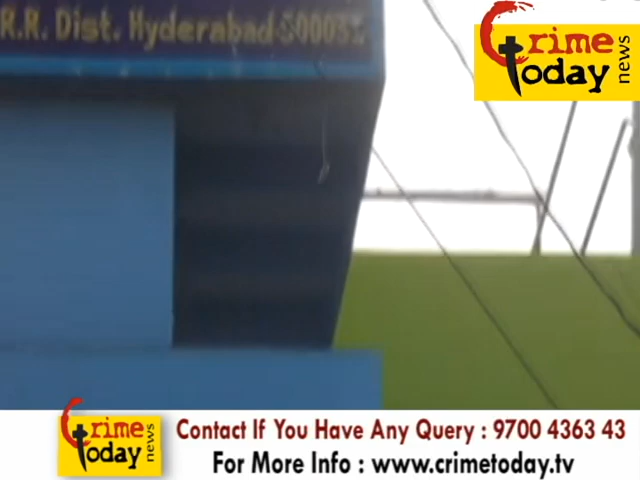 R.R. Dist. Hyderabad
Crime
Today
news
Crime
Today
news
Contact If You Have Any Query : 9700 4363 43
For More Info : www.crimetoday.tv